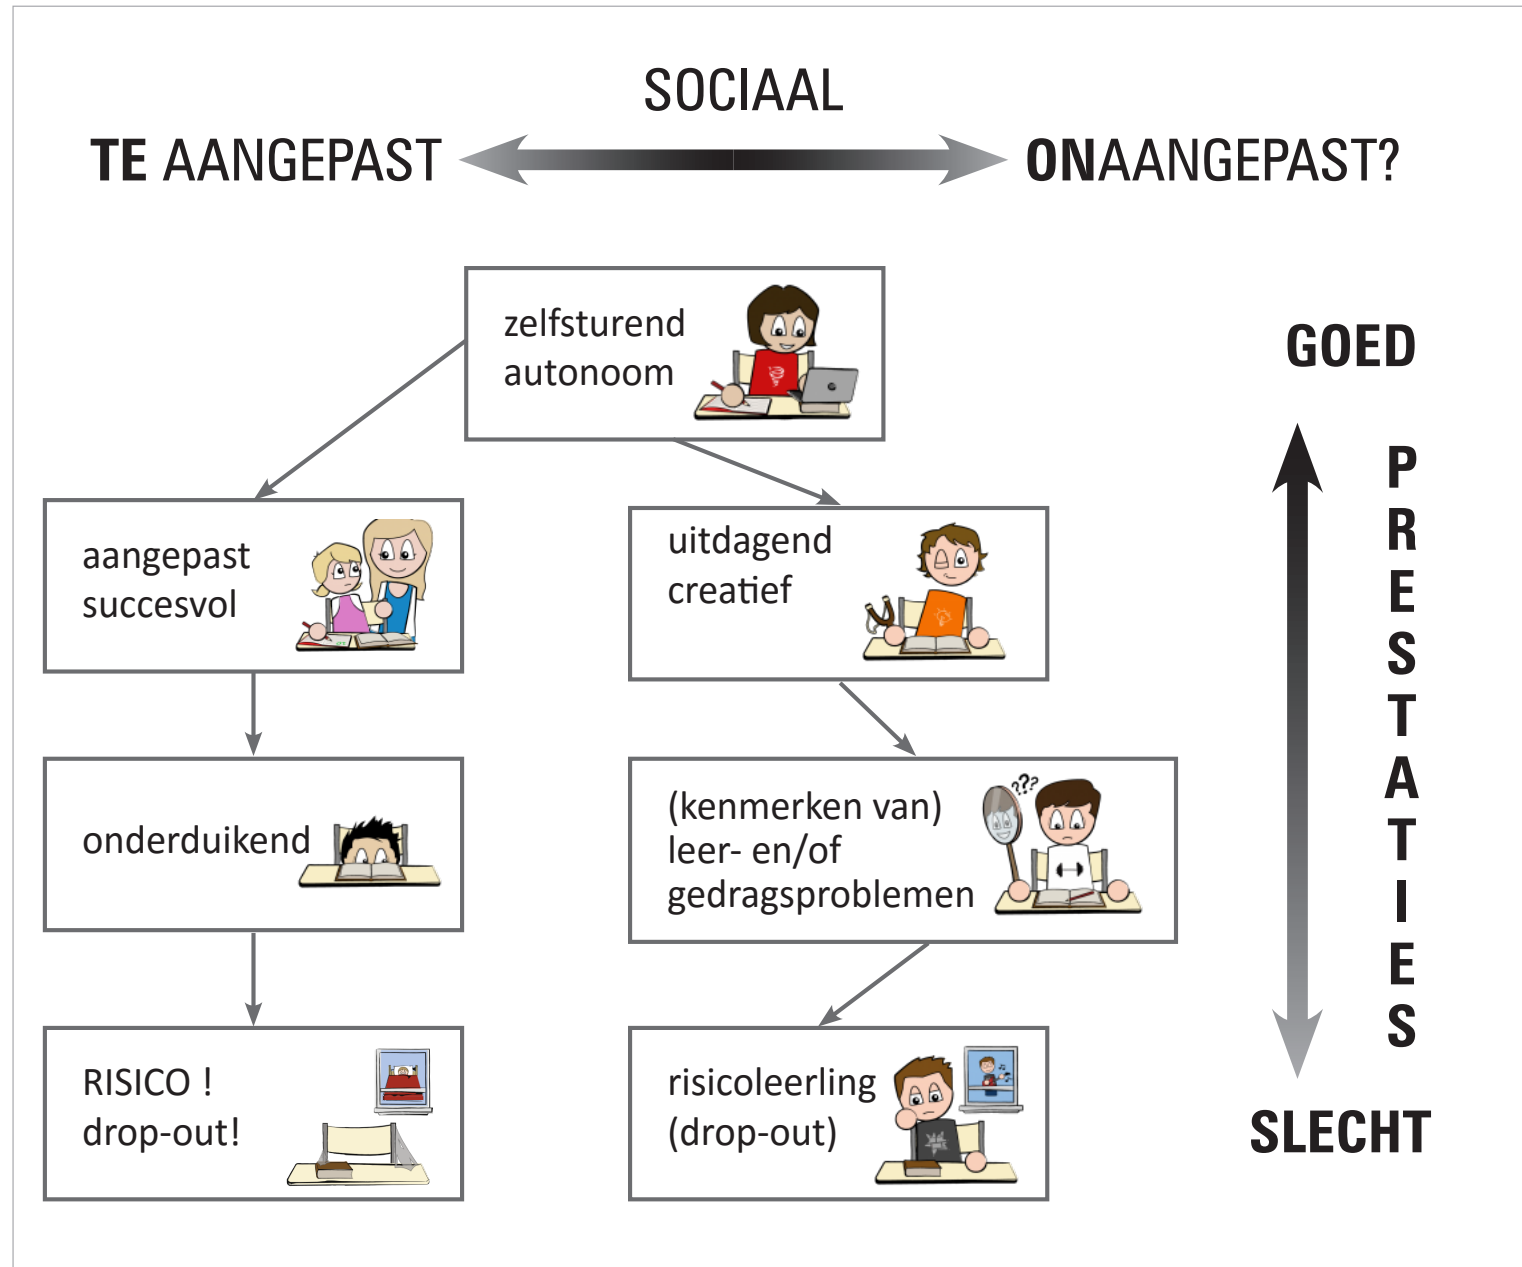 SOCIAAL
TE AANGEPAST
ONAANGEPAST?
zelfsturend
autonoom
GOED
PRESTATIES
SLECHT
aangepast
succesvol
uitdagend
creatief
onderduikend
(kenmerken van)
leer- en/of
gedragsproblemen
???
RISICO !
drop-out!
risicoleerling
(drop-out)